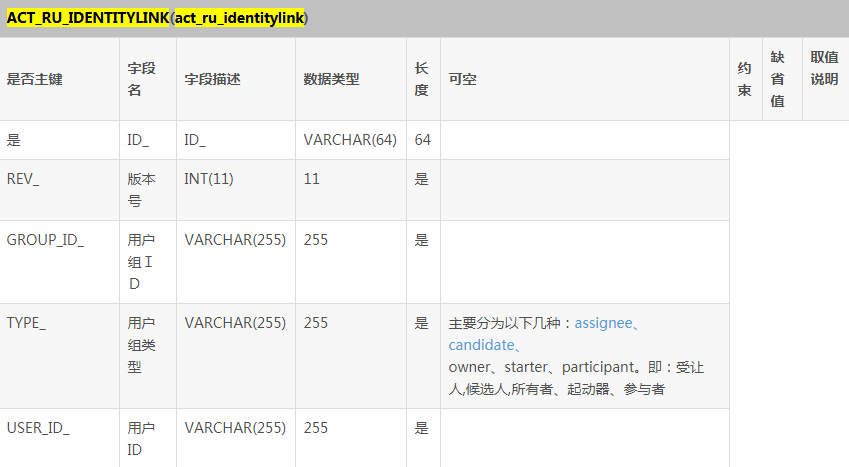 ACT_RU_IDENTITYLINK(act_ru_identitylink)
是否主键 字段名 字段描述 数据类型 长度 可空 约束 缺省值 取值说明
是 ID_ ID_ VARCHAR(64) 64
REV_ 版本号 INT(11) 11 是
GROUP_ID_ 用户组ＩＤ VARCHAR(255) 255 是
TYPE_ 用户组类型 VARCHAR(255) 255 是 主要分为以下几种：assignee、
candidate、
owner、starter、participant。即：受让
人,候选人,所有者、起动器、参与者
USER_ID_ 用户ID VARCHAR(255) 255 是